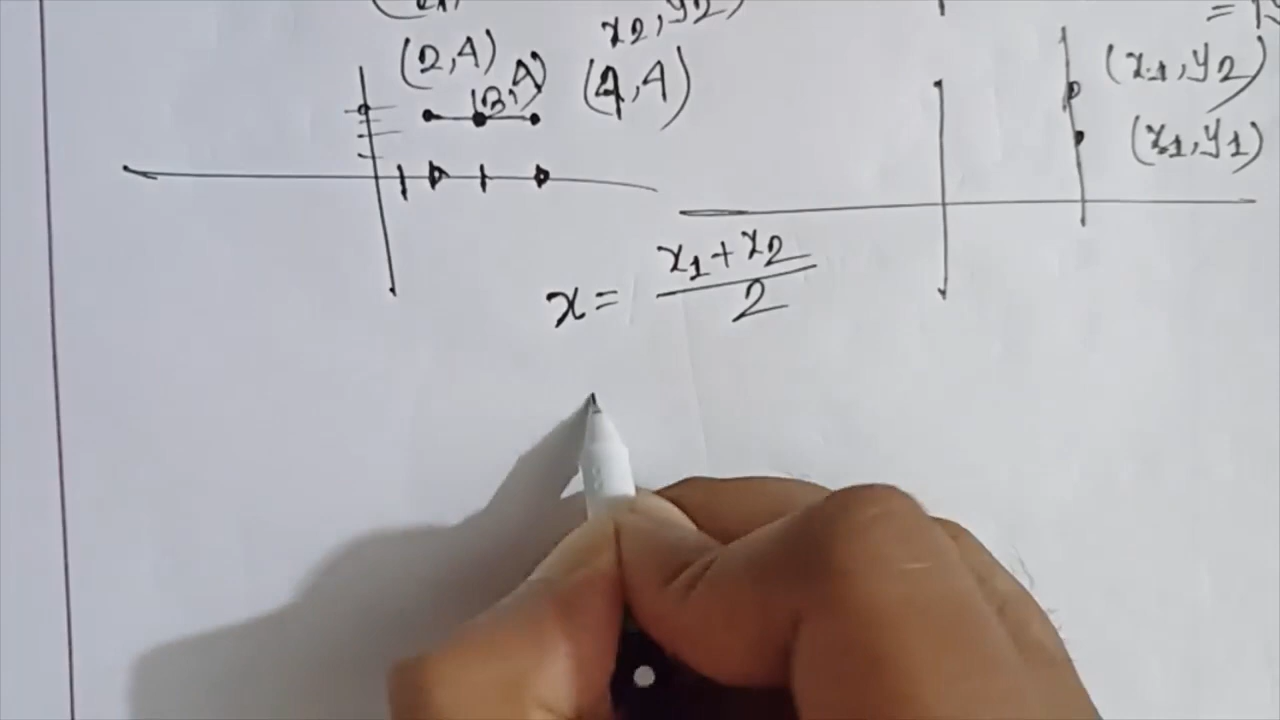 x2, y2)
(2,4) (3,4) (4,4)
(x1, y2)
(x1, y1)
x = x1 + x2 / 2